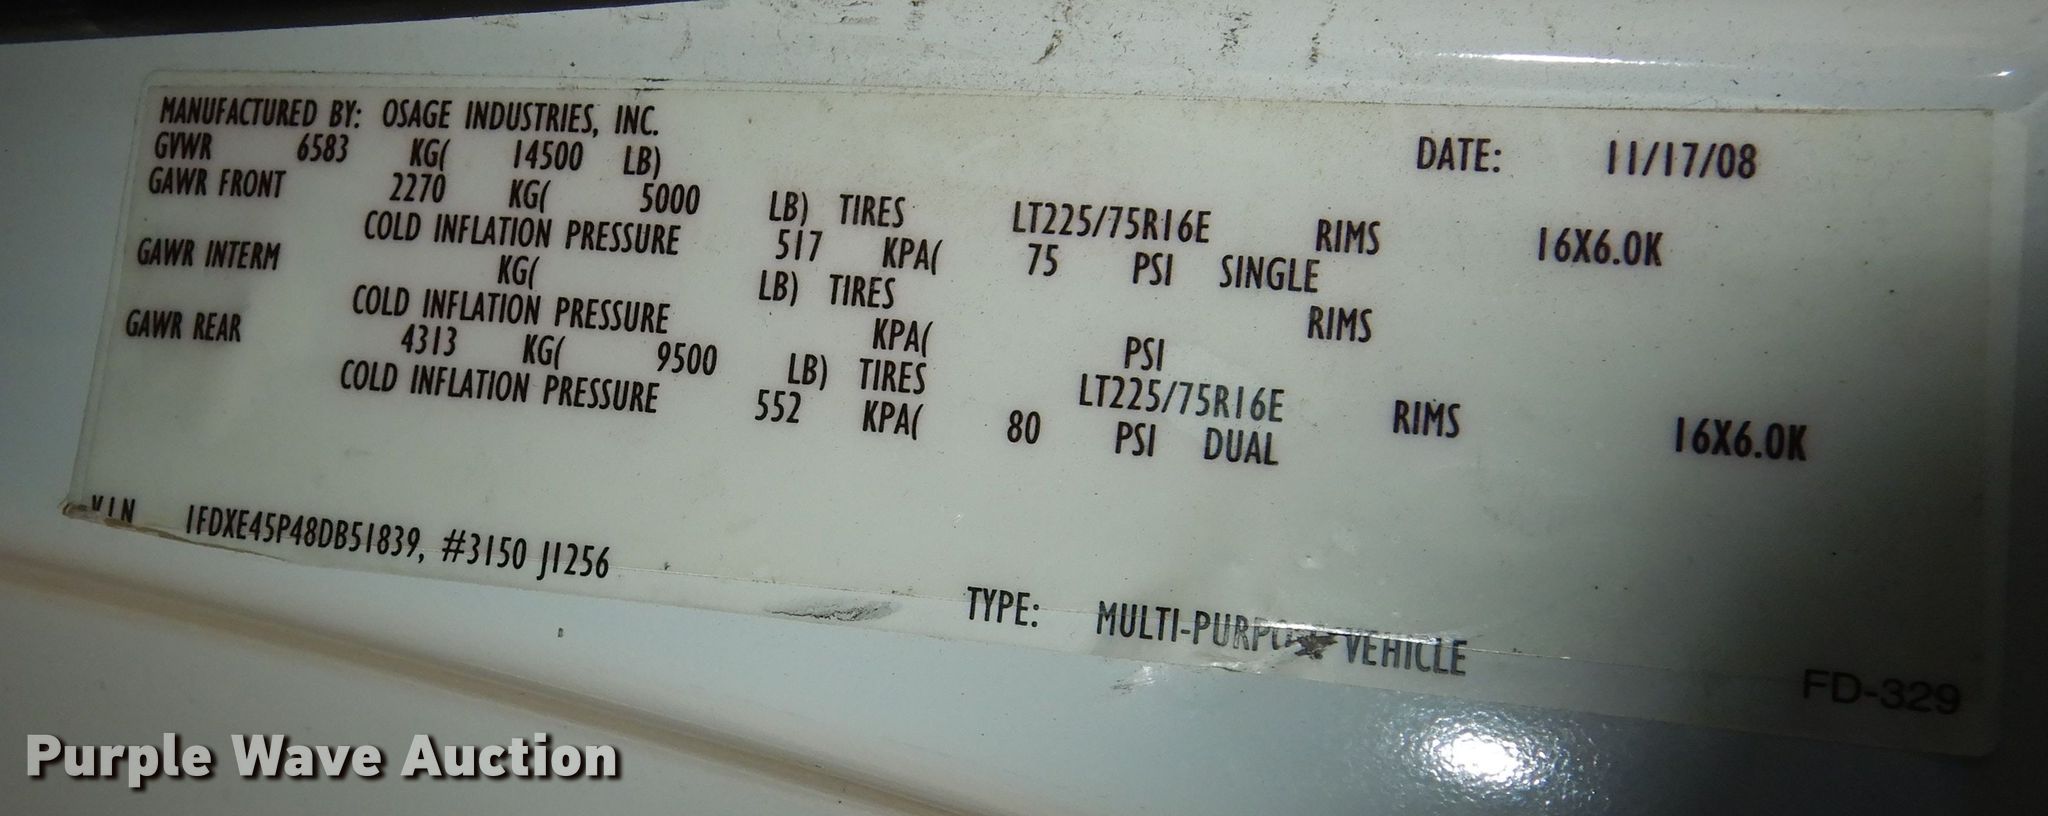 MANUFACTURED BY: OSAGE INDUSTRIES, INC. DATE: 11/17/08
GVWR 6583 KG( 14500 LB)
GAWR FRONT 2270 KG( 5000 LB) TIRES LT225/75R16E RIMS 16X6.0K
COLD INFLATION PRESSURE 517 KPA( 75 PSI SINGLE
GAWR INTERM KG( LB) TIRES RIMS
COLD INFLATION PRESSURE KPA( PSI
GAWR REAR 4313 KG( 9500 LB) TIRES LT225/75R16E RIMS 16X6.0K
COLD INFLATION PRESSURE 552 KPA( 80 PSI DUAL
VIN 1FDXE45P48DB51839, #3150 J1256
TYPE: MULTI-PURPOSE VEHICLE
FD-329
Purple Wave Auction